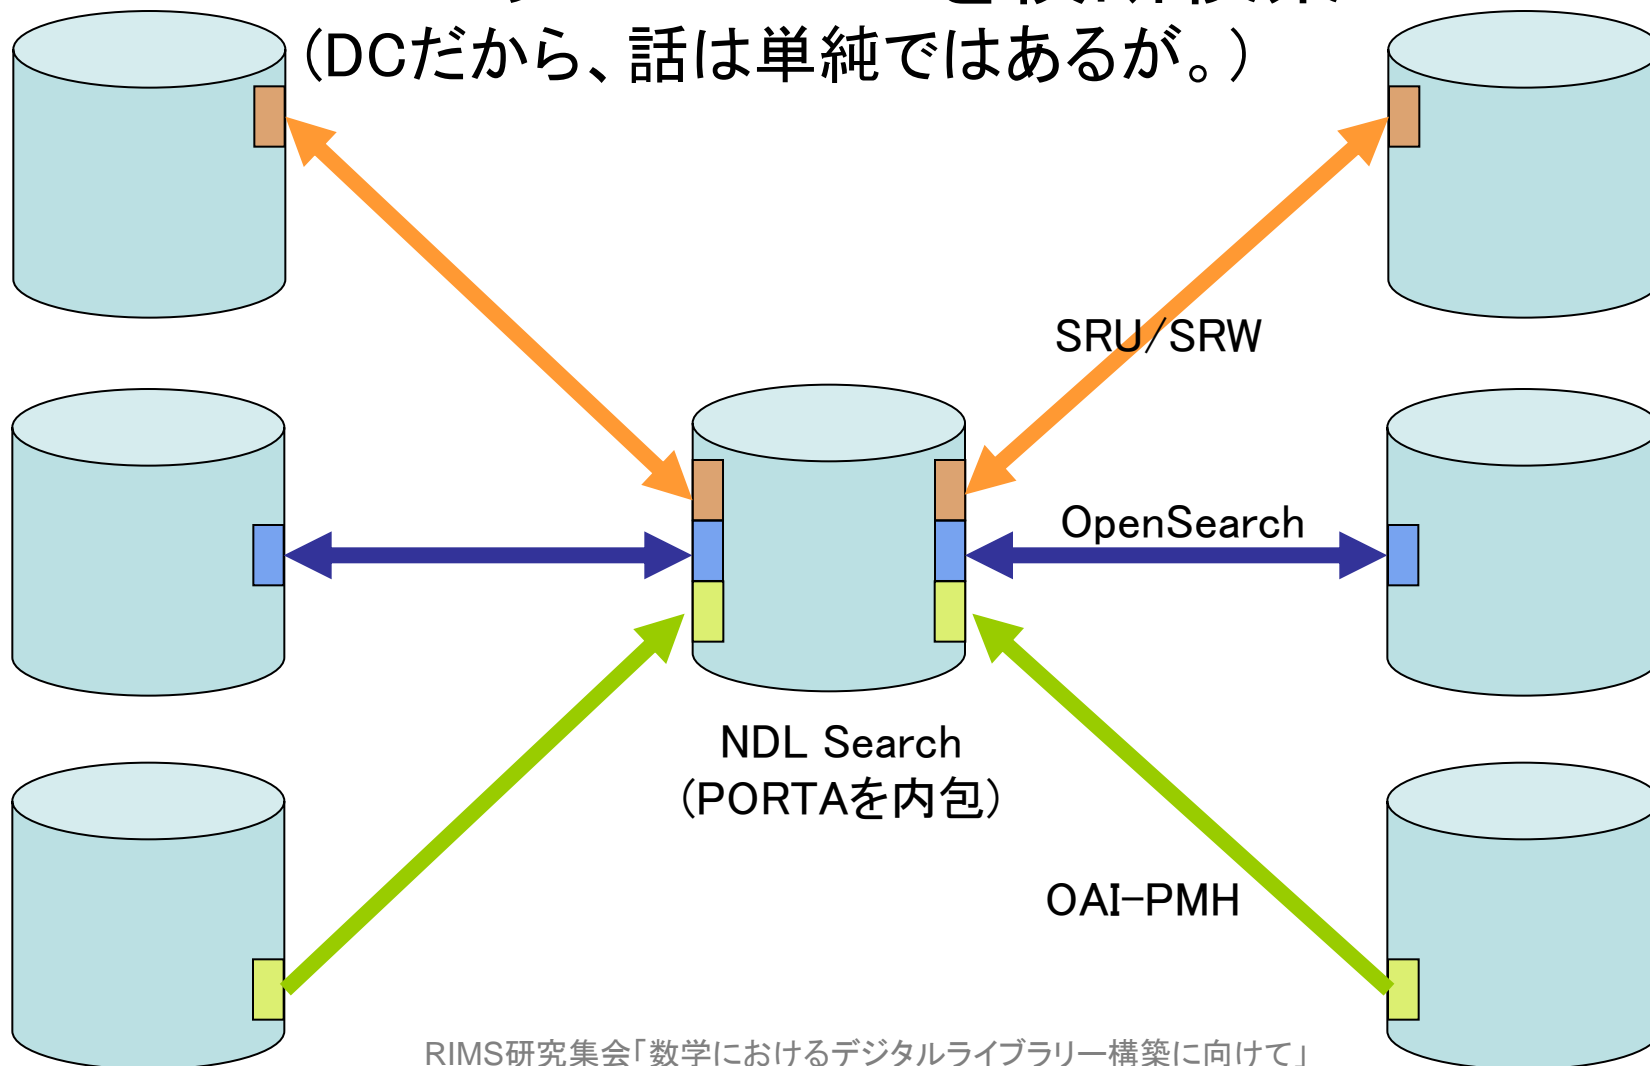 (DCだから、話は単純ではあるが。)
SRU/SRW
OpenSearch
NDL Search
(PORTAを内包)
OAI-PMH
RIMS研究集会「数学におけるデジタルライブラリー構築に向けて」